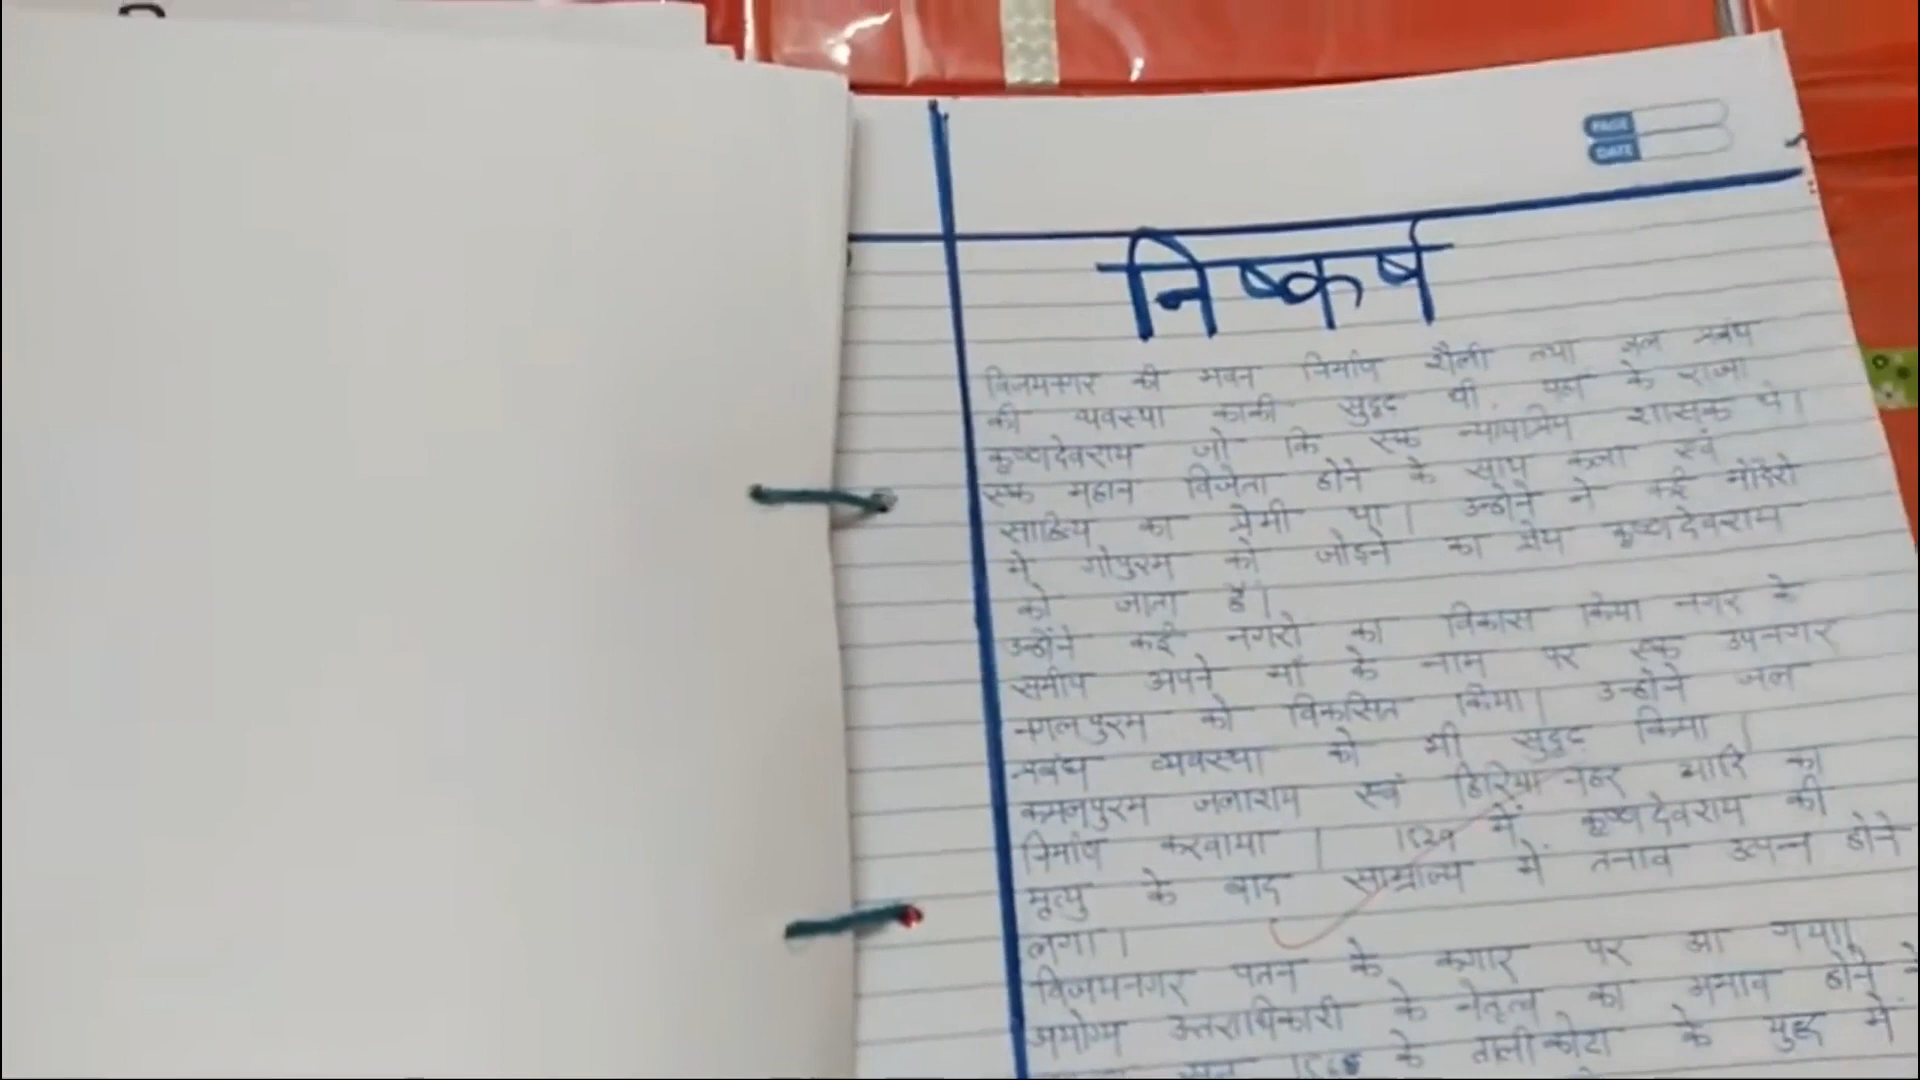 PAGE
DATE
निष्कर्ष
विजयनगर की भवन निर्माण शैली तथा जल प्रबंध
की व्यवस्था काफी सुदृढ़ थी. यहाँ के राजा
कृष्णदेवराय जो कि एक न्यायप्रिय शासक थे।
एक महान विजेता होने के साथ कला एवं
साहित्य का प्रेमी था। उन्होंने ने कई मंदिरों
में गोपुरम को जोड़ने का श्रेय कृष्णदेवराय
को जाता है।
उन्होंने कई नगरो का विकास किया नगर के
समीप अपने माँ के नाम पर एक उपनगर
को विकसित किया। उन्होंने जल
प्रबंध व्यवस्था को भी सुदृढ़ किया।
कमलपुरम जलाशय एवं हिरिया नहर आदि का
निर्माण करवाया। 1529 में कृष्णदेवराय की
मृत्यु के बाद साम्राज्य में तनाव उत्पन्न होने
लगा।
विजयनगर पतन के कगार पर आ गया।
अयोग्य उत्तराधिकारी के नेतृत्व का अभाव होने से
1565 के तालीकोटा के युद्ध में